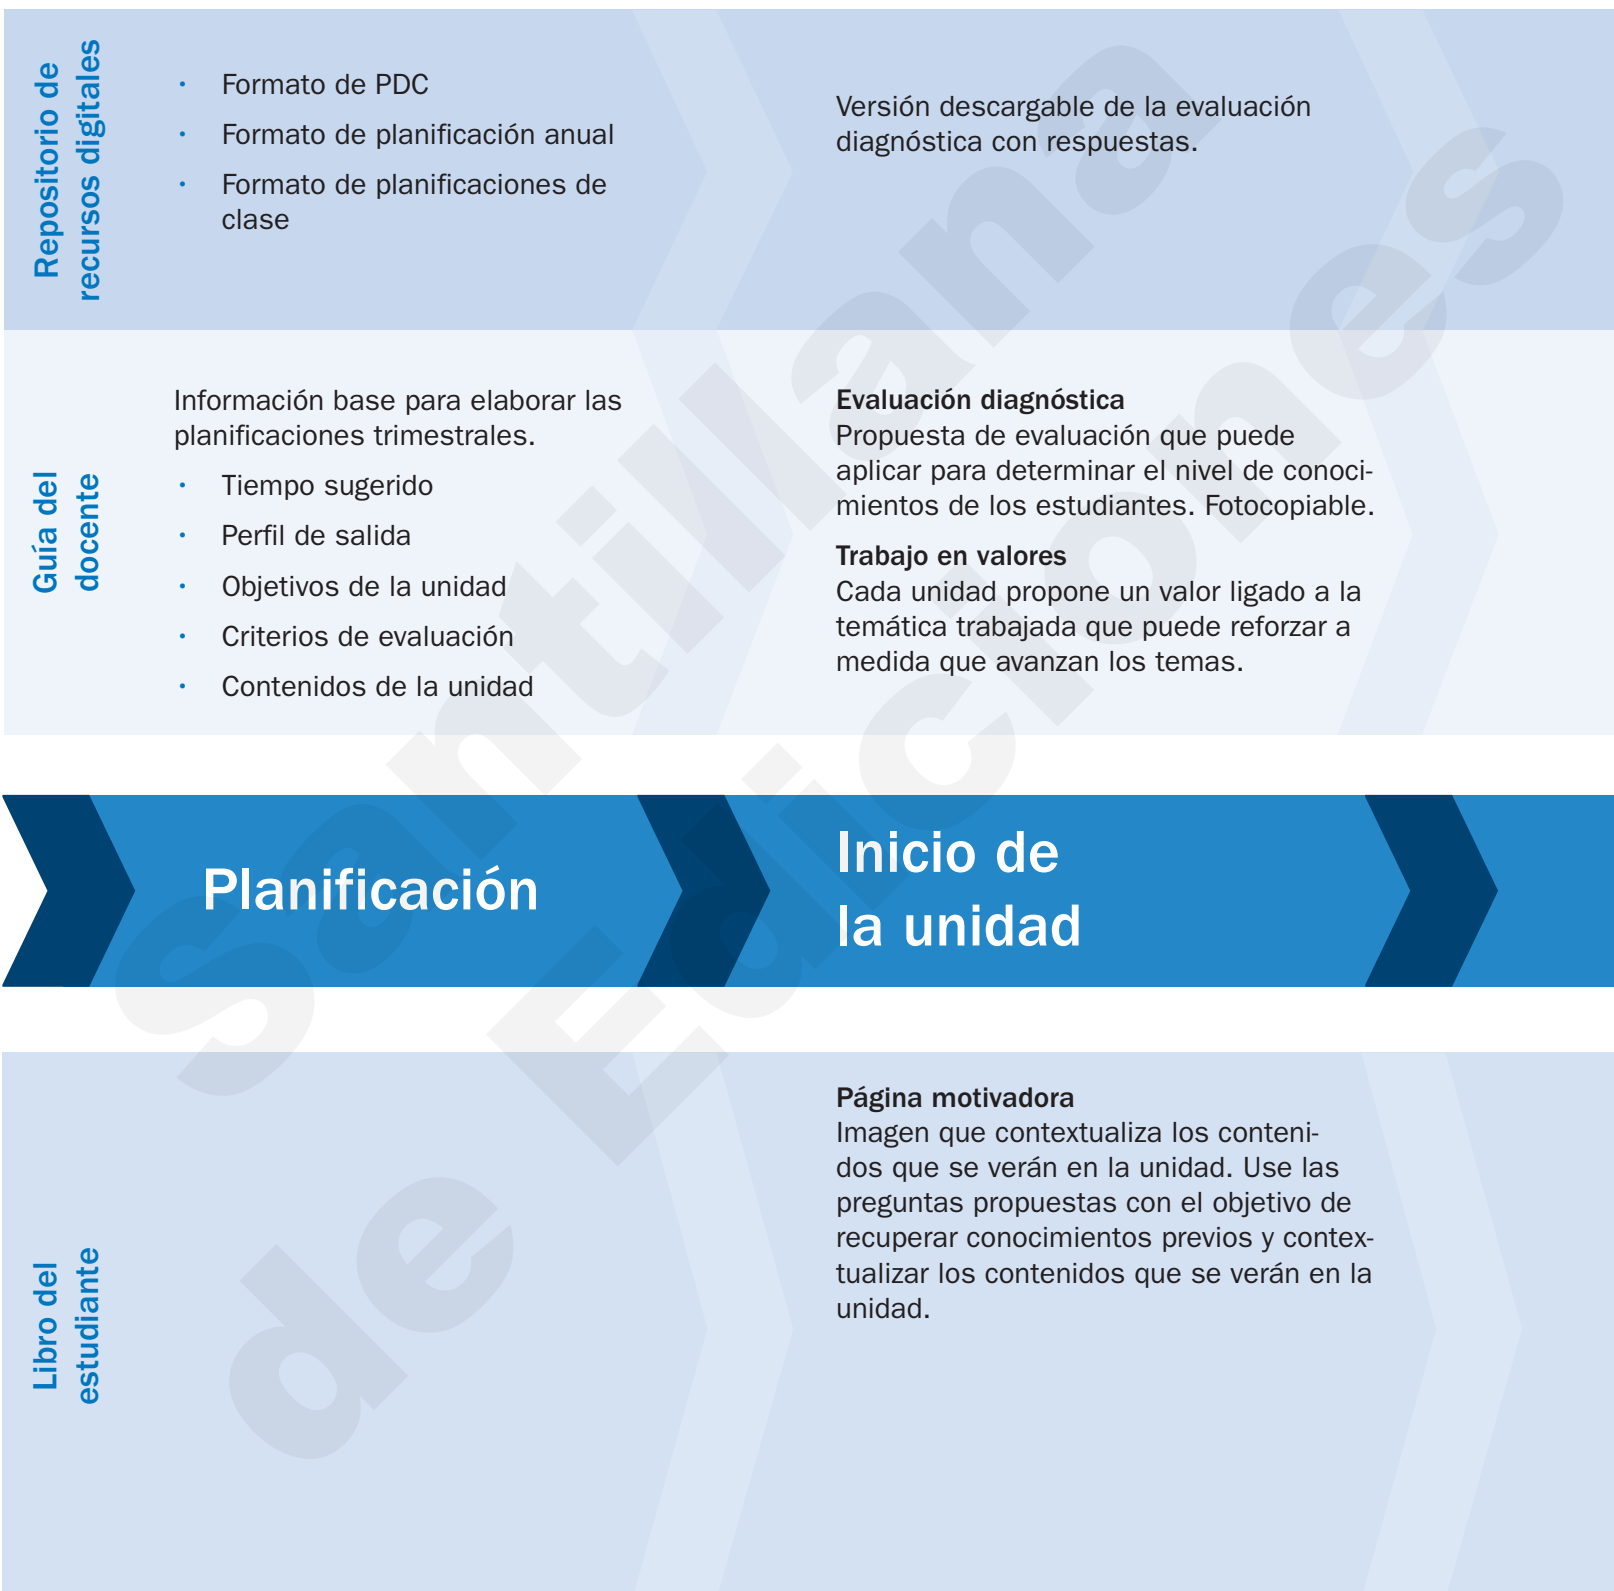 Repositorio de
recursos digitales
· Formato de PDC
· Formato de planificación anual
· Formato de planificaciones de
clase
Versión descargable de la evaluación
diagnóstica con respuestas.
Guía del
docente
Información base para elaborar las
planificaciones trimestrales.
· Tiempo sugerido
· Perfil de salida
· Objetivos de la unidad
· Criterios de evaluación
· Contenidos de la unidad
Evaluación diagnóstica
Propuesta de evaluación que puede
aplicar para determinar el nivel de conoci-
mientos de los estudiantes. Fotocopiable.
Trabajo en valores
Cada unidad propone un valor ligado a la
temática trabajada que puede reforzar a
medida que avanzan los temas.
Planificación
Inicio de
la unidad
Libro del
estudiante
Página motivadora
Imagen que contextualiza los conteni-
dos que se verán en la unidad. Use las
preguntas propuestas con el objetivo de
recuperar conocimientos previos y contex-
tualizar los contenidos que se verán en la
unidad.
Santillana
de Ediciones